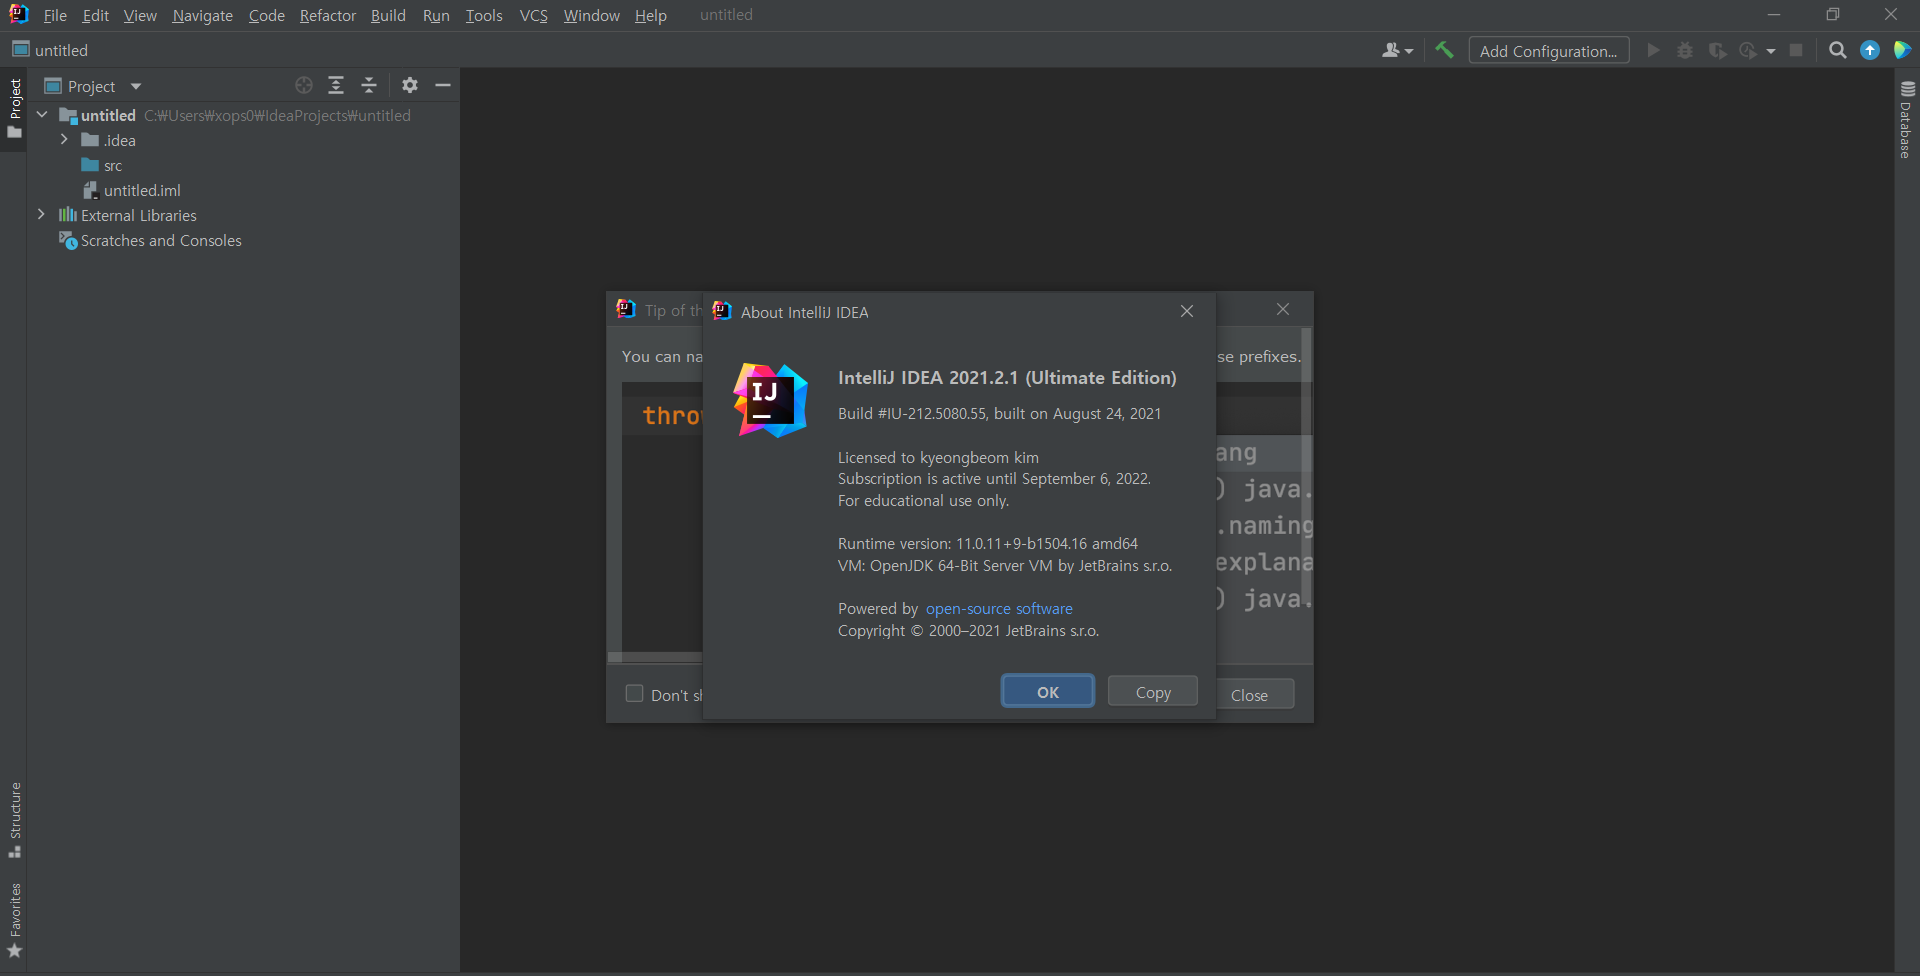 File Edit View Navigate Code Refactor Build Run Tools VCS Window Help untitled
untitled
Add Configuration...
Project
Project
untitled C:₩Users₩xops0₩IdeaProjects₩untitled
.idea
src
untitled.iml
External Libraries
Scratches and Consoles
Structure
Favorites
Database
Tip of th
You can na
se prefixes.
throw
ang
) java.
.naming
explana
) java.
Don't sh
Close
About IntelliJ IDEA
IJ
IntelliJ IDEA 2021.2.1 (Ultimate Edition)
Build #IU-212.5080.55, built on August 24, 2021
Licensed to kyeongbeom kim
Subscription is active until September 6, 2022.
For educational use only.
Runtime version: 11.0.11+9-b1504.16 amd64
VM: OpenJDK 64-Bit Server VM by JetBrains s.r.o.
Powered by open-source software
Copyright © 2000–2021 JetBrains s.r.o.
OK
Copy